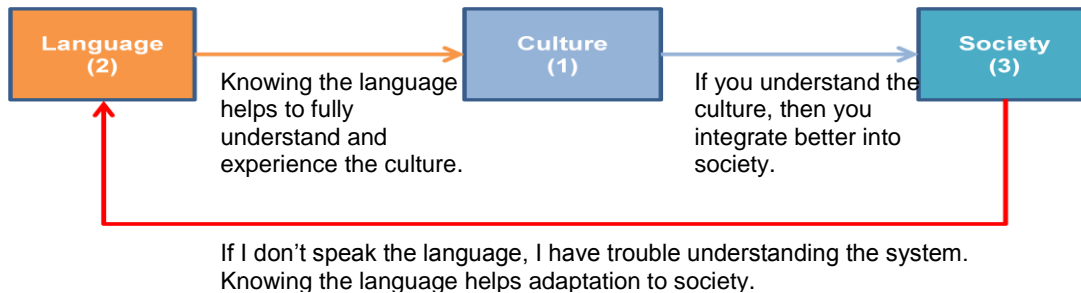 Language
(2)
Culture
(1)
Society
(3)
Knowing the language
helps to fully
understand and
experience the culture.
If you understand the
culture, then you
integrate better into
society.
If I don’t speak the language, I have trouble understanding the system.
Knowing the language helps adaptation to society.